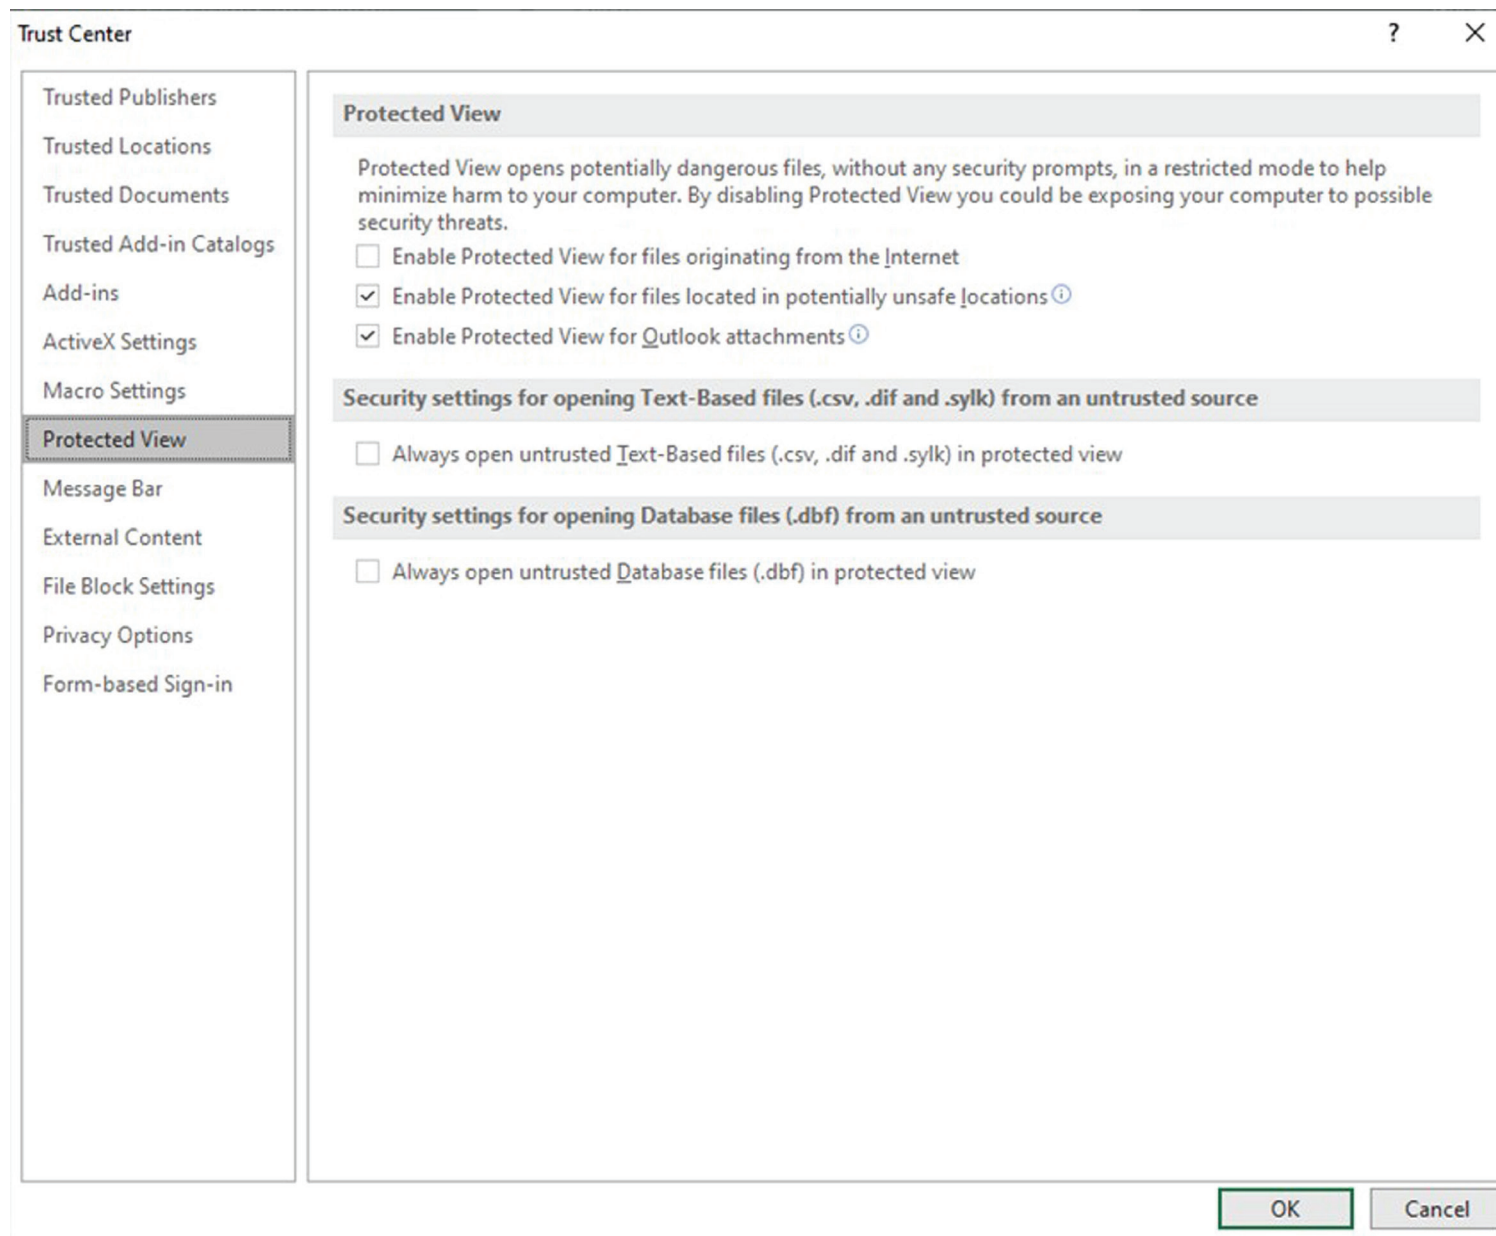 Trust Center
?
Trusted Publishers
Trusted Locations
Trusted Documents
Trusted Add-in Catalogs
Add-ins
ActiveX Settings
Macro Settings
Protected View
Message Bar
External Content
File Block Settings
Privacy Options
Form-based Sign-in
Protected View
Protected View opens potentially dangerous files, without any security prompts, in a restricted mode to help
minimize harm to your computer. By disabling Protected View you could be exposing your computer to possible
security threats.
Enable Protected View for files originating from the Internet
Enable Protected View for files located in potentially unsafe locations
Enable Protected View for Outlook attachments
Security settings for opening Text-Based files (.csv, .dif and .sylk) from an untrusted source
Always open untrusted Text-Based files (.csv, .dif and .sylk) in protected view
Security settings for opening Database files (.dbf) from an untrusted source
Always open untrusted Database files (.dbf) in protected view
OK
Cancel